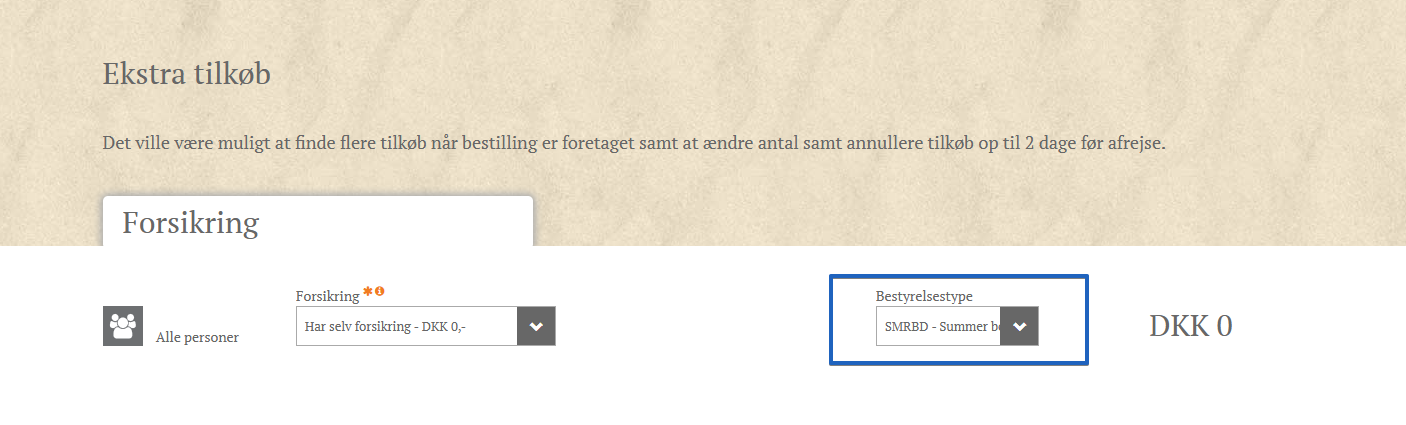 Ekstra tilkøb
Det ville være muligt at finde flere tilkøb når bestilling er foretaget samt at ændre antal samt annullere tilkøb op til 2 dage før afrejse.
Forsikring
Forsikring
Bestyrelsestype
Alle personer
Har selv forsikring - DKK 0,-
SMRBD - Summer
DKK 0